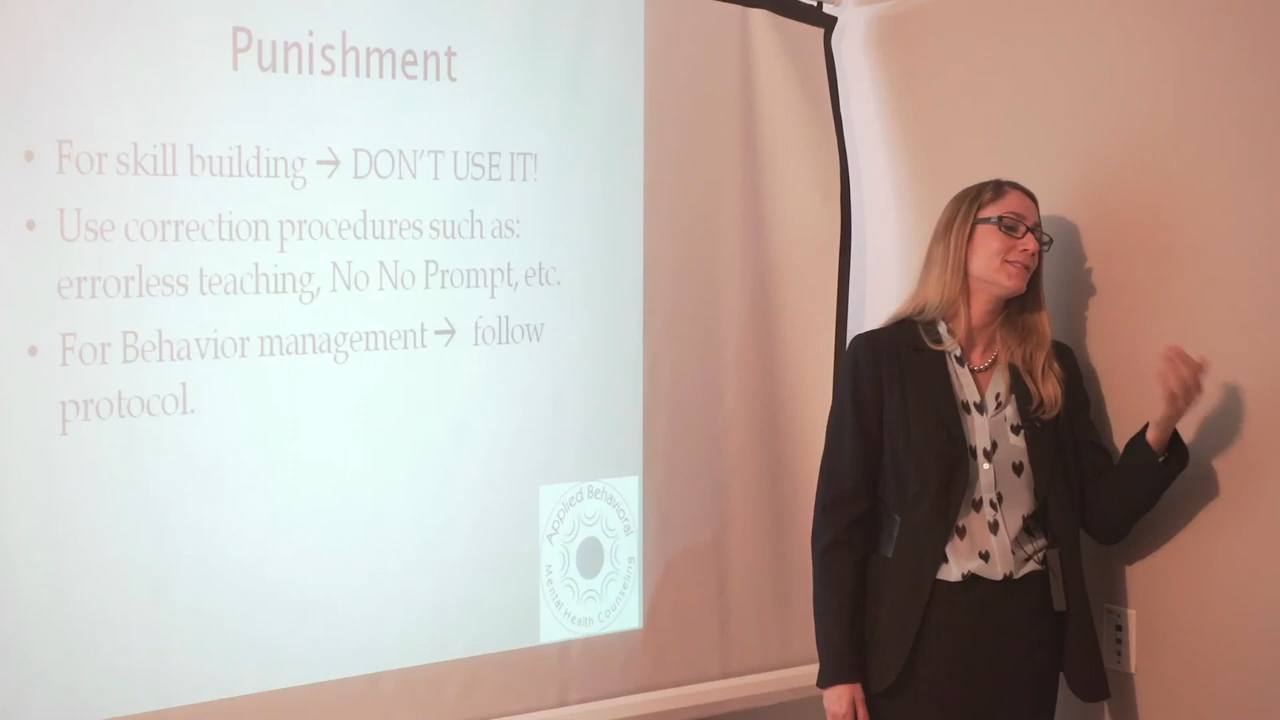 Punishment
• For skill building → DON'T USE IT!
• Use correction procedures such as:
errorless teaching, No No Prompt, etc.
• For Behavior management → follow
protocol.
Applied Behavioral
Mental Health Counseling